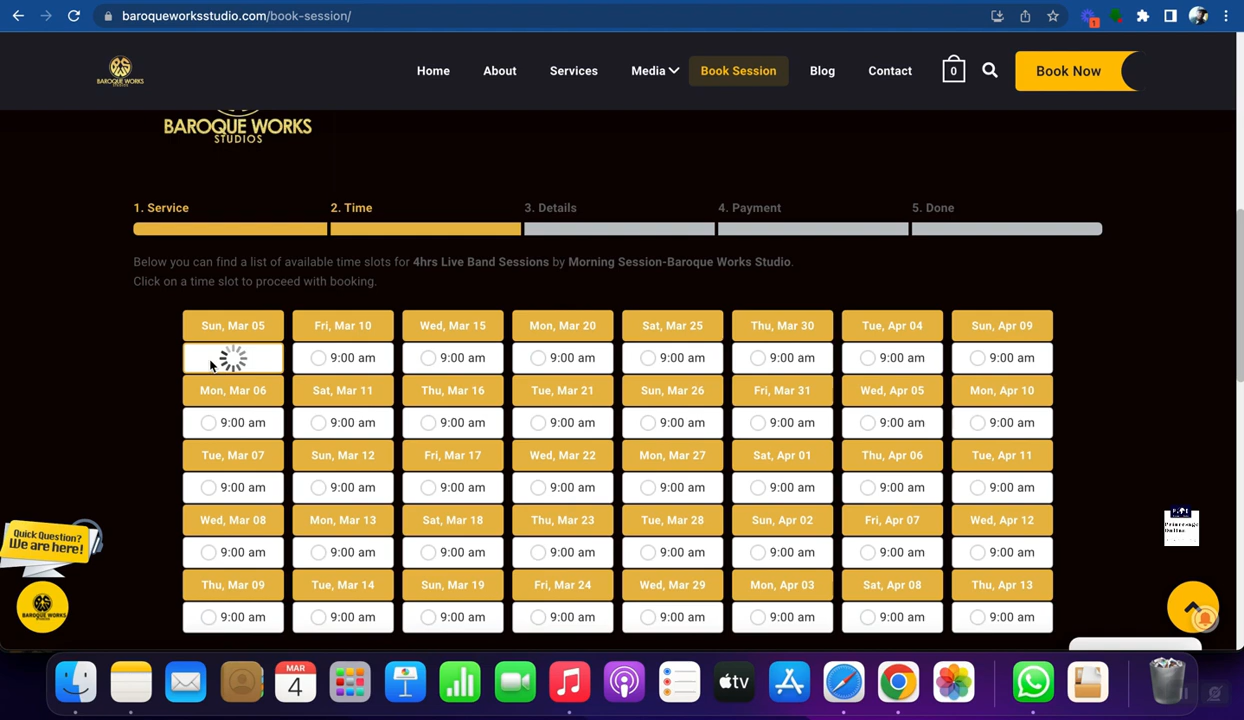 baroqueworksstudio.com/book-session/
1
BAROQUE WORKS
Home About Services Media Book Session Blog Contact 0 Book Now
BAROQUE WORKS
STUDIOS
1. Service 2. Time 3. Details 4. Payment 5. Done
Below you can find a list of available time slots for 4hrs Live Band Sessions by Morning Session-Baroque Works Studio.
Click on a time slot to proceed with booking.
Sun, Mar 05 Fri, Mar 10 Wed, Mar 15 Mon, Mar 20 Sat, Mar 25 Thu, Mar 30 Tue, Apr 04 Sun, Apr 09
9:00 am 9:00 am 9:00 am 9:00 am 9:00 am 9:00 am 9:00 am
Mon, Mar 06 Sat, Mar 11 Thu, Mar 16 Tue, Mar 21 Sun, Mar 26 Fri, Mar 31 Wed, Apr 05 Mon, Apr 10
9:00 am 9:00 am 9:00 am 9:00 am 9:00 am 9:00 am 9:00 am 9:00 am
Tue, Mar 07 Sun, Mar 12 Fri, Mar 17 Wed, Mar 22 Mon, Mar 27 Sat, Apr 01 Thu, Apr 06 Tue, Apr 11
9:00 am 9:00 am 9:00 am 9:00 am 9:00 am 9:00 am 9:00 am 9:00 am
Wed, Mar 08 Mon, Mar 13 Sat, Mar 18 Thu, Mar 23 Tue, Mar 28 Sun, Apr 02 Fri, Apr 07 Wed, Apr 12
9:00 am 9:00 am 9:00 am 9:00 am 9:00 am 9:00 am 9:00 am 9:00 am
Thu, Mar 09 Tue, Mar 14 Sun, Mar 19 Fri, Mar 24 Wed, Mar 29 Mon, Apr 03 Sat, Apr 08 Thu, Apr 13
9:00 am 9:00 am 9:00 am 9:00 am 9:00 am 9:00 am 9:00 am 9:00 am
Quick Question?
We are here!
BAROQUE WORKS
MAR
4
tv